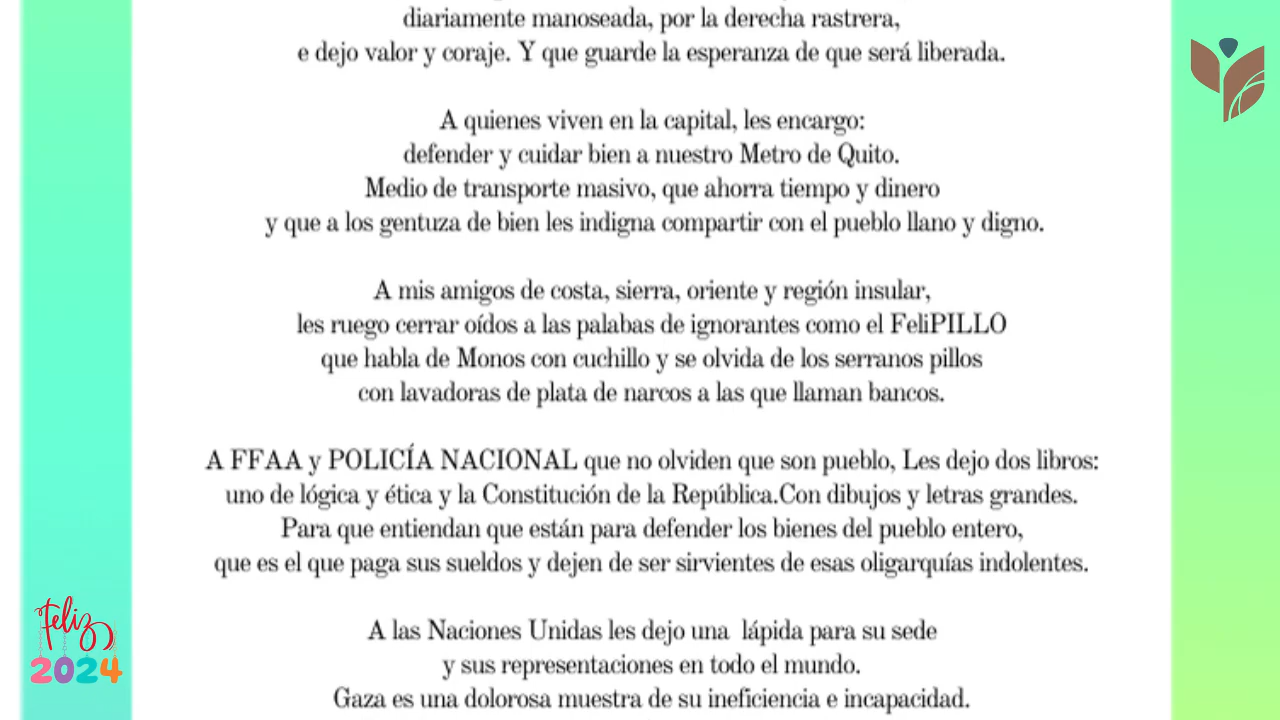 diariamente manoseada, por la derecha rastrera,
e dejo valor y coraje. Y que guarde la esperanza de que será liberada.
A quienes viven en la capital, les encargo:
defender y cuidar bien a nuestro Metro de Quito.
Medio de transporte masivo, que ahorra tiempo y dinero
y que a los gentuza de bien les indigna compartir con el pueblo llano y digno.
A mis amigos de costa, sierra, oriente y región insular,
les ruego cerrar oídos a las palabas de ignorantes como el FeliPILLO
que habla de Monos con cuchillo y se olvida de los serranos pillos
con lavadoras de plata de narcos a las que llaman bancos.
A FFAA y POLICÍA NACIONAL que no olviden que son pueblo, Les dejo dos libros:
uno de lógica y ética y la Constitución de la República.Con dibujos y letras grandes.
Para que entiendan que están para defender los bienes del pueblo entero,
que es el que paga sus sueldos y dejen de ser sirvientes de esas oligarquías indolentes.
A las Naciones Unidas les dejo una lápida para su sede
y sus representaciones en todo el mundo.
Gaza es una dolorosa muestra de su ineficiencia e incapacidad.
Feliz
2024